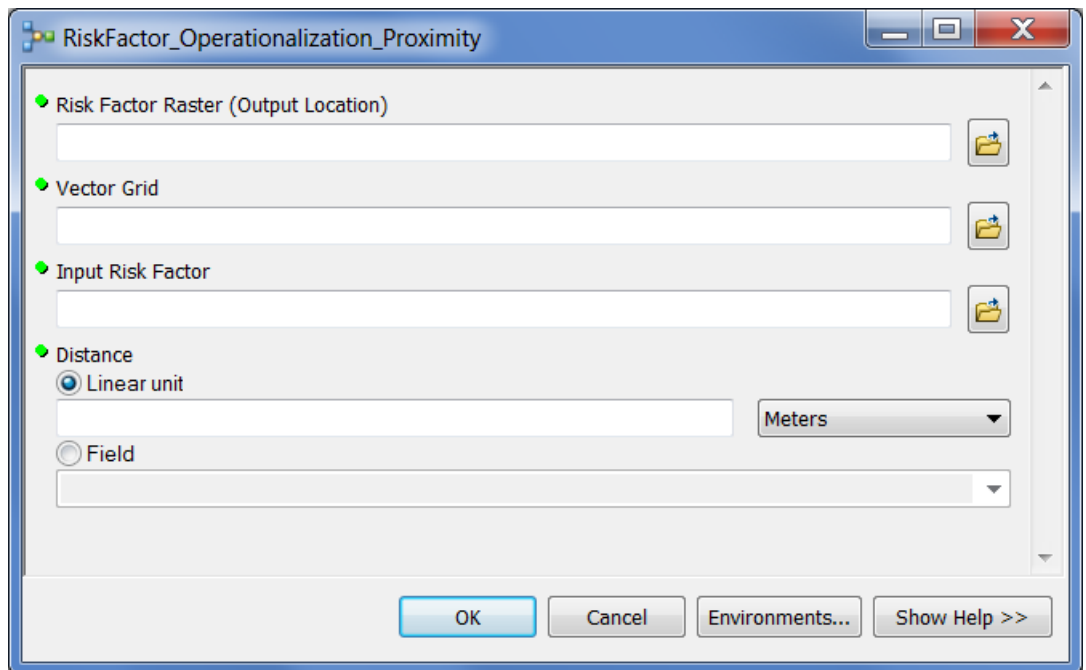 RiskFactor_Operationalization_Proximity
Risk Factor Raster (Output Location)
Vector Grid
Input Risk Factor
Distance
Linear unit
Meters
Field
OK Cancel Environments... Show Help >>